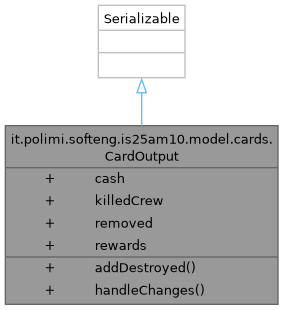 Serializable
it.polimi.softeng.is25am10.model.cards.
CardOutput
+ cash
+ killedCrew
+ removed
+ rewards
+ addDestroyed()
+ handleChanges()